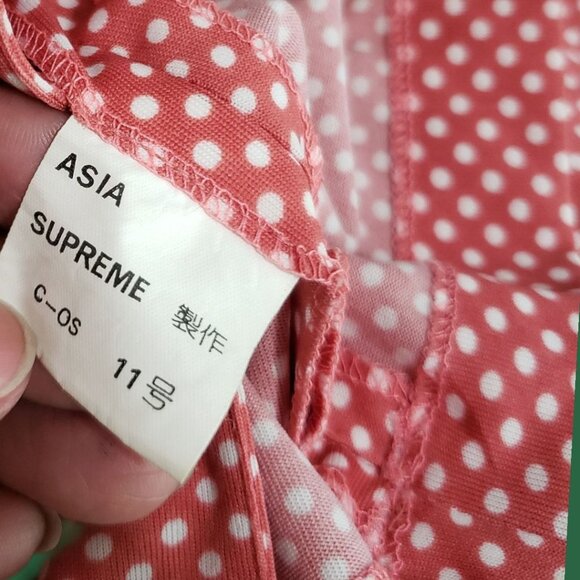 ASIA
SUPREME 製作
C-OS
11号